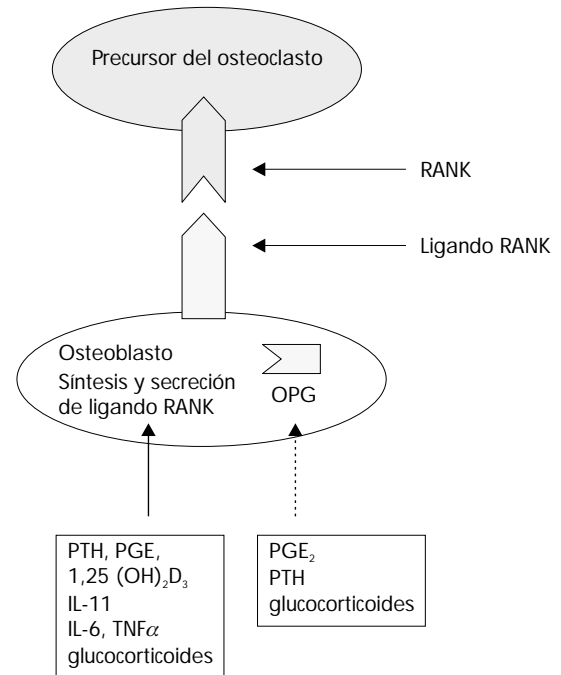 Precursor del osteoclasto
RANK
Ligando RANK
Osteoblasto
Síntesis y secreción
de ligando RANK
OPG
PTH, PGE,
1,25 (OH)₂D₃
IL-11
IL-6, TNFα
glucocorticoides
PGE₂
PTH
glucocorticoides